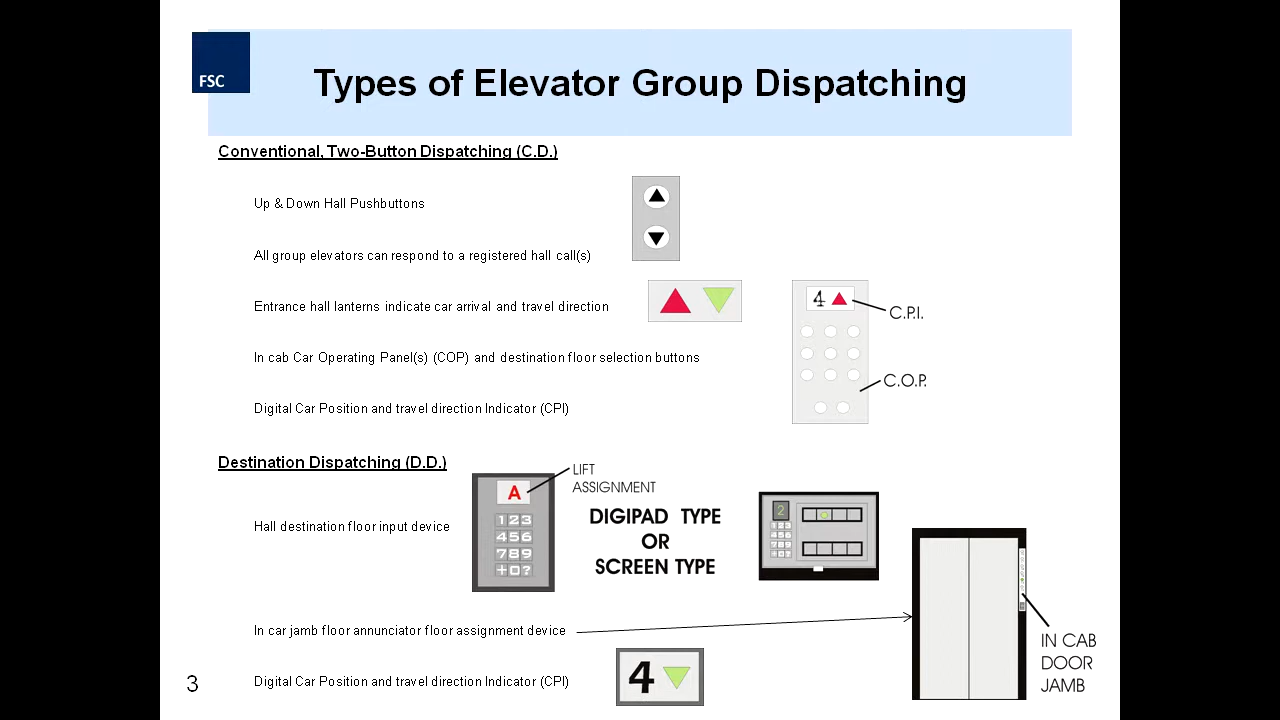 FSC
Types of Elevator Group Dispatching
Conventional, Two-Button Dispatching (C.D.)
Up & Down Hall Pushbuttons
All group elevators can respond to a registered hall call(s)
Entrance hall lanterns indicate car arrival and travel direction
4
C.P.I.
In cab Car Operating Panel(s) (COP) and destination floor selection buttons
C.O.P.
Digital Car Position and travel direction Indicator (CPI)
Destination Dispatching (D.D.)
LIFT
ASSIGNMENT
A
1 2 3
4 5 6
7 8 9
+ 0 ?
Hall destination floor input device
DIGIPAD TYPE
OR
SCREEN TYPE
2
In car jamb floor annunciator floor assignment device
IN CAB
DOOR
JAMB
Digital Car Position and travel direction Indicator (CPI)
4
3